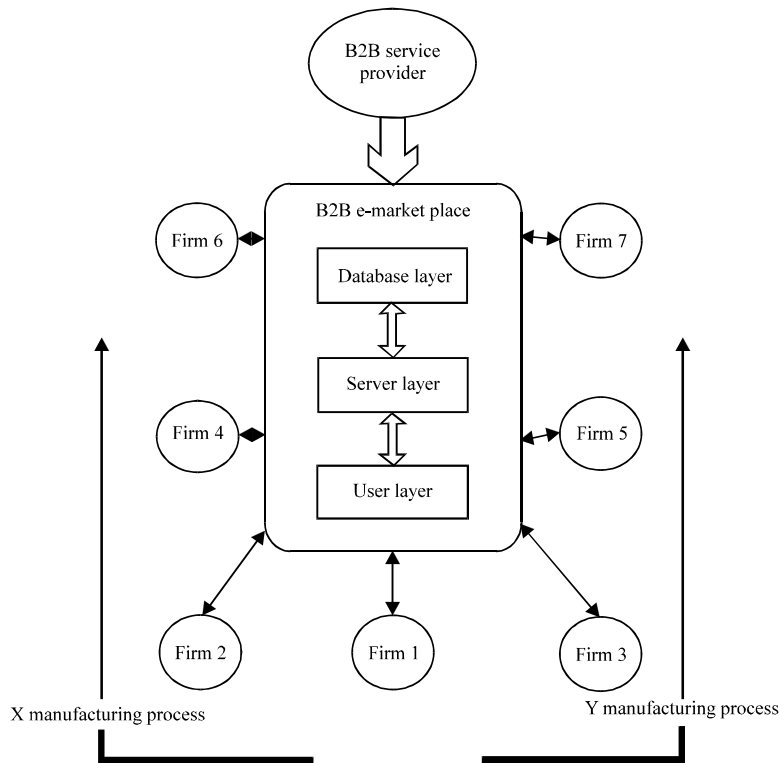 B2B service
provider
B2B e-market place
Firm 6
Firm 7
Database layer
Server layer
Firm 4
Firm 5
User layer
Firm 2
Firm 1
Firm 3
X manufacturing process
Y manufacturing process